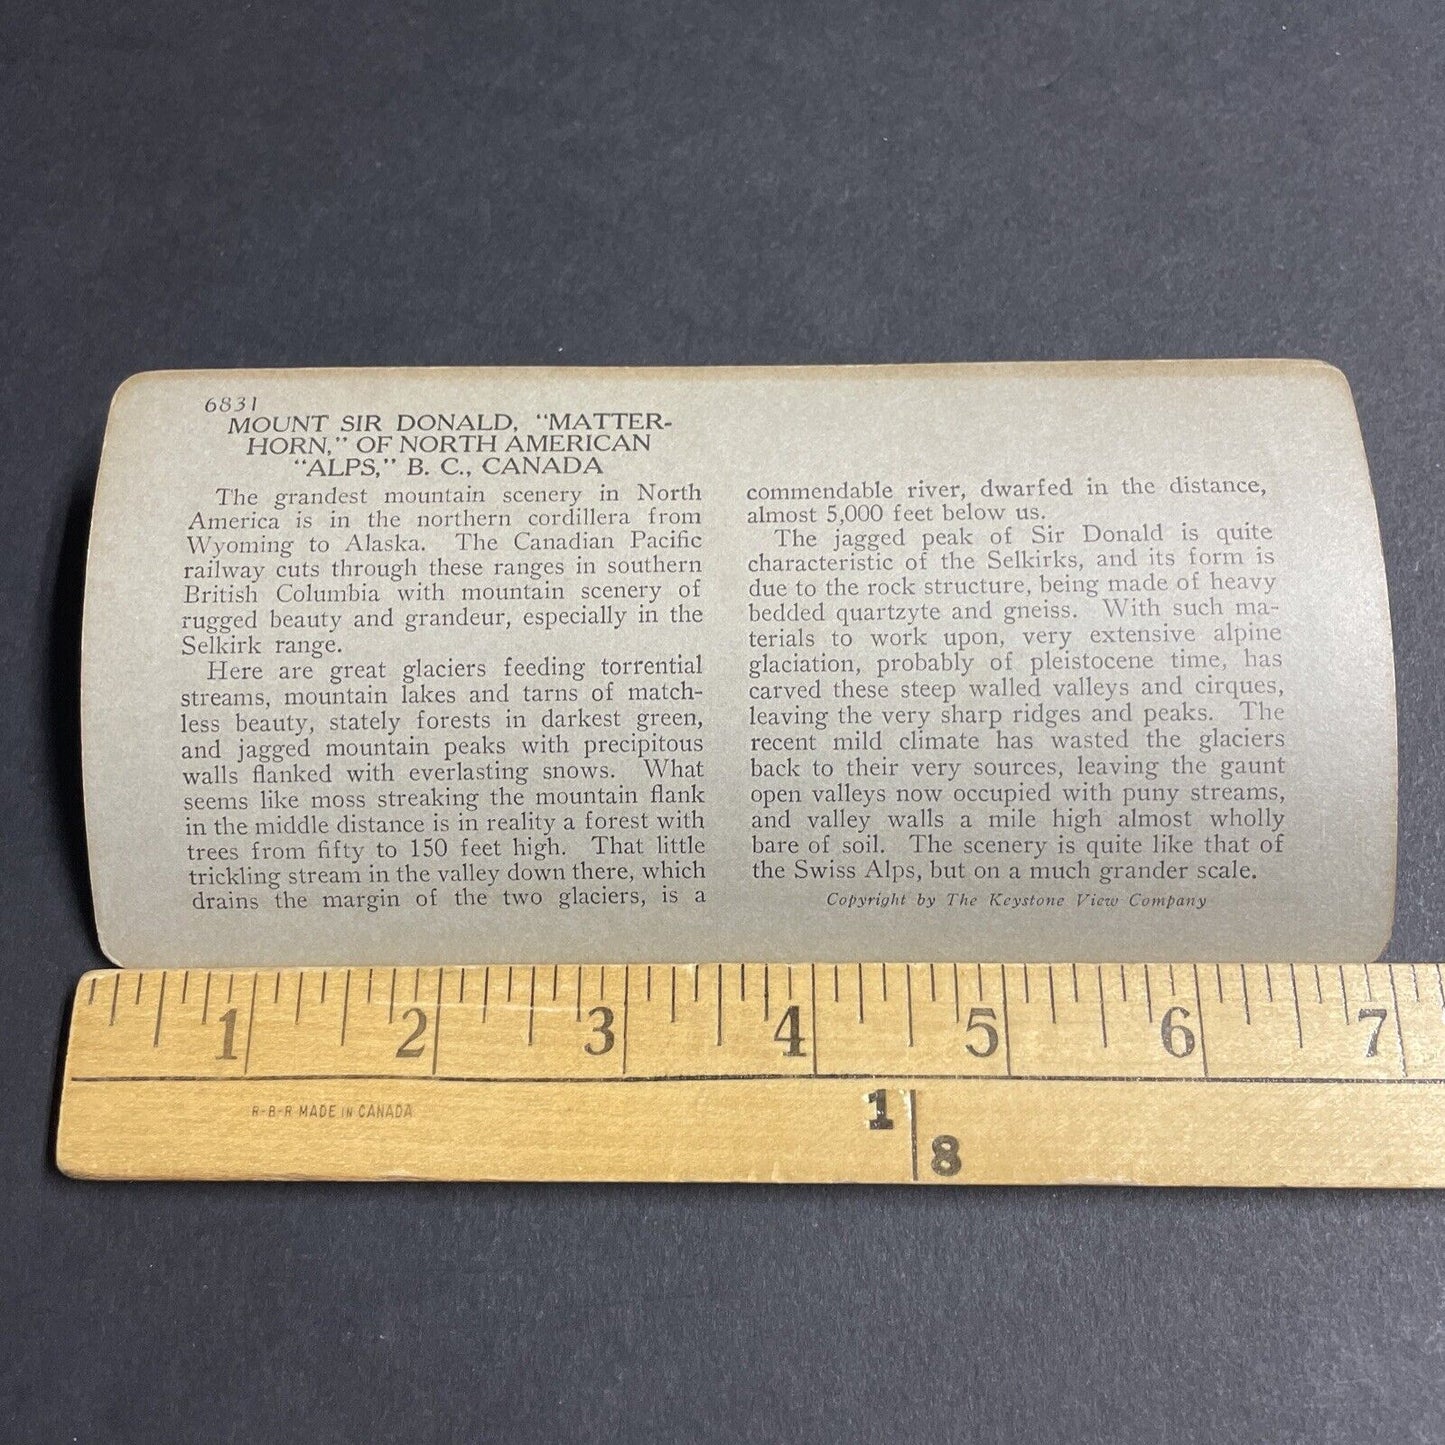 6831
MOUNT SIR DONALD, "MATTER-
HORN," OF NORTH AMERICAN
"ALPS," B. C., CANADA
The grandest mountain scenery in North
America is in the northern cordillera from
Wyoming to Alaska. The Canadian Pacific
railway cuts through these ranges in southern
British Columbia with mountain scenery of
rugged beauty and grandeur, especially in the
Selkirk range.
Here are great glaciers feeding torrential
streams, mountain lakes and tarns of match-
less beauty, stately forests in darkest green,
and jagged mountain peaks with precipitous
walls flanked with everlasting snows. What
seems like moss streaking the mountain flank
in the middle distance is in reality a forest with
trees from fifty to 150 feet high. That little
trickling stream in the valley down there, which
drains the margin of the two glaciers, is a
commendable river, dwarfed in the distance,
almost 5,000 feet below us.
The jagged peak of Sir Donald is quite
characteristic of the Selkirks, and its form is
due to the rock structure, being made of heavy
bedded quartzyte and gneiss. With such ma-
terials to work upon, very extensive alpine
glaciation, probably of pleistocene time, has
carved these steep walled valleys and cirques,
leaving the very sharp ridges and peaks. The
recent mild climate has wasted the glaciers
back to their very sources, leaving the gaunt
open valleys now occupied with puny streams,
and valley walls a mile high almost wholly
bare of soil. The scenery is quite like that of
the Swiss Alps, but on a much grander scale.
Copyright by The Keystone View Company
1 2 3 4 5 6 7
R-B-R MADE IN CANADA
1
8